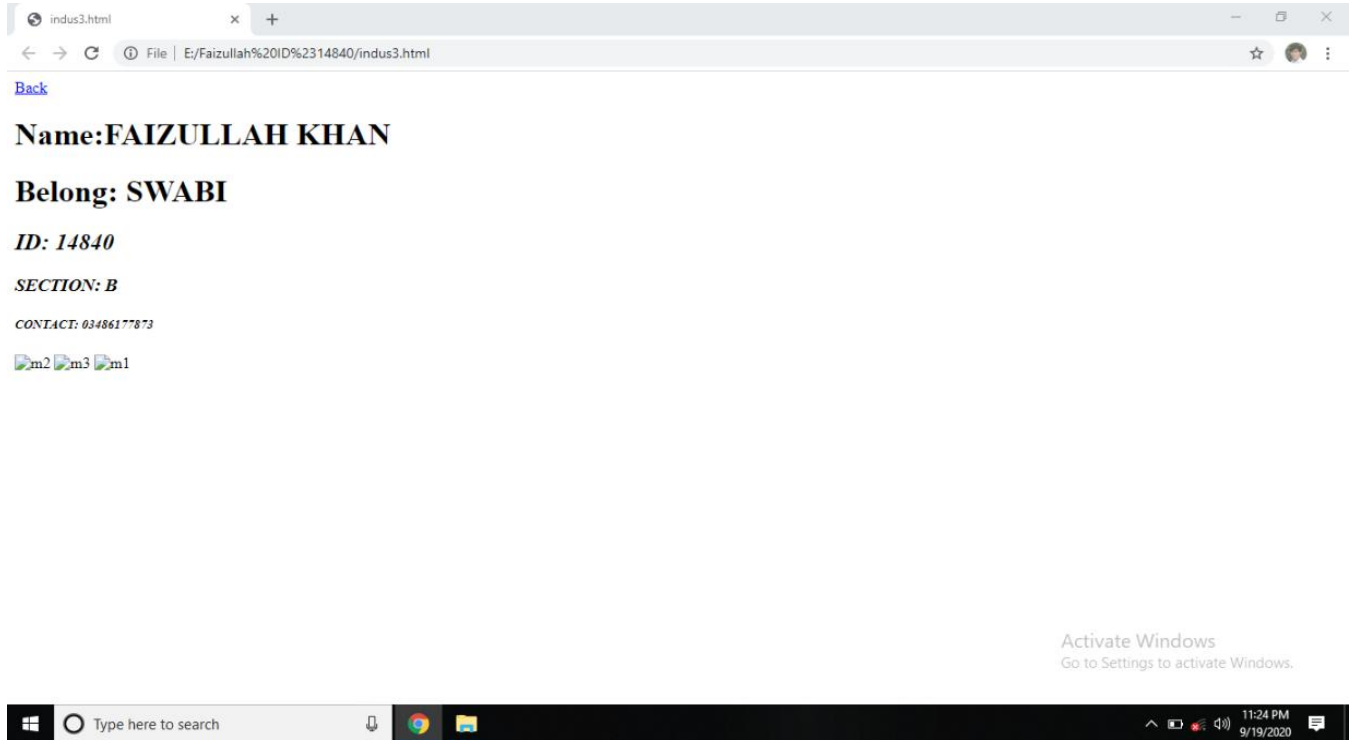 indus3.html
File | E:/Faizullah%20ID%2314840/indus3.html
Back
Name:FAIZULLAH KHAN
Belong: SWABI
ID: 14840
SECTION: B
CONTACT: 03486177873
m2 m3 m1
Activate Windows
Go to Settings to activate Windows.
Type here to search
11:24 PM
9/19/2020